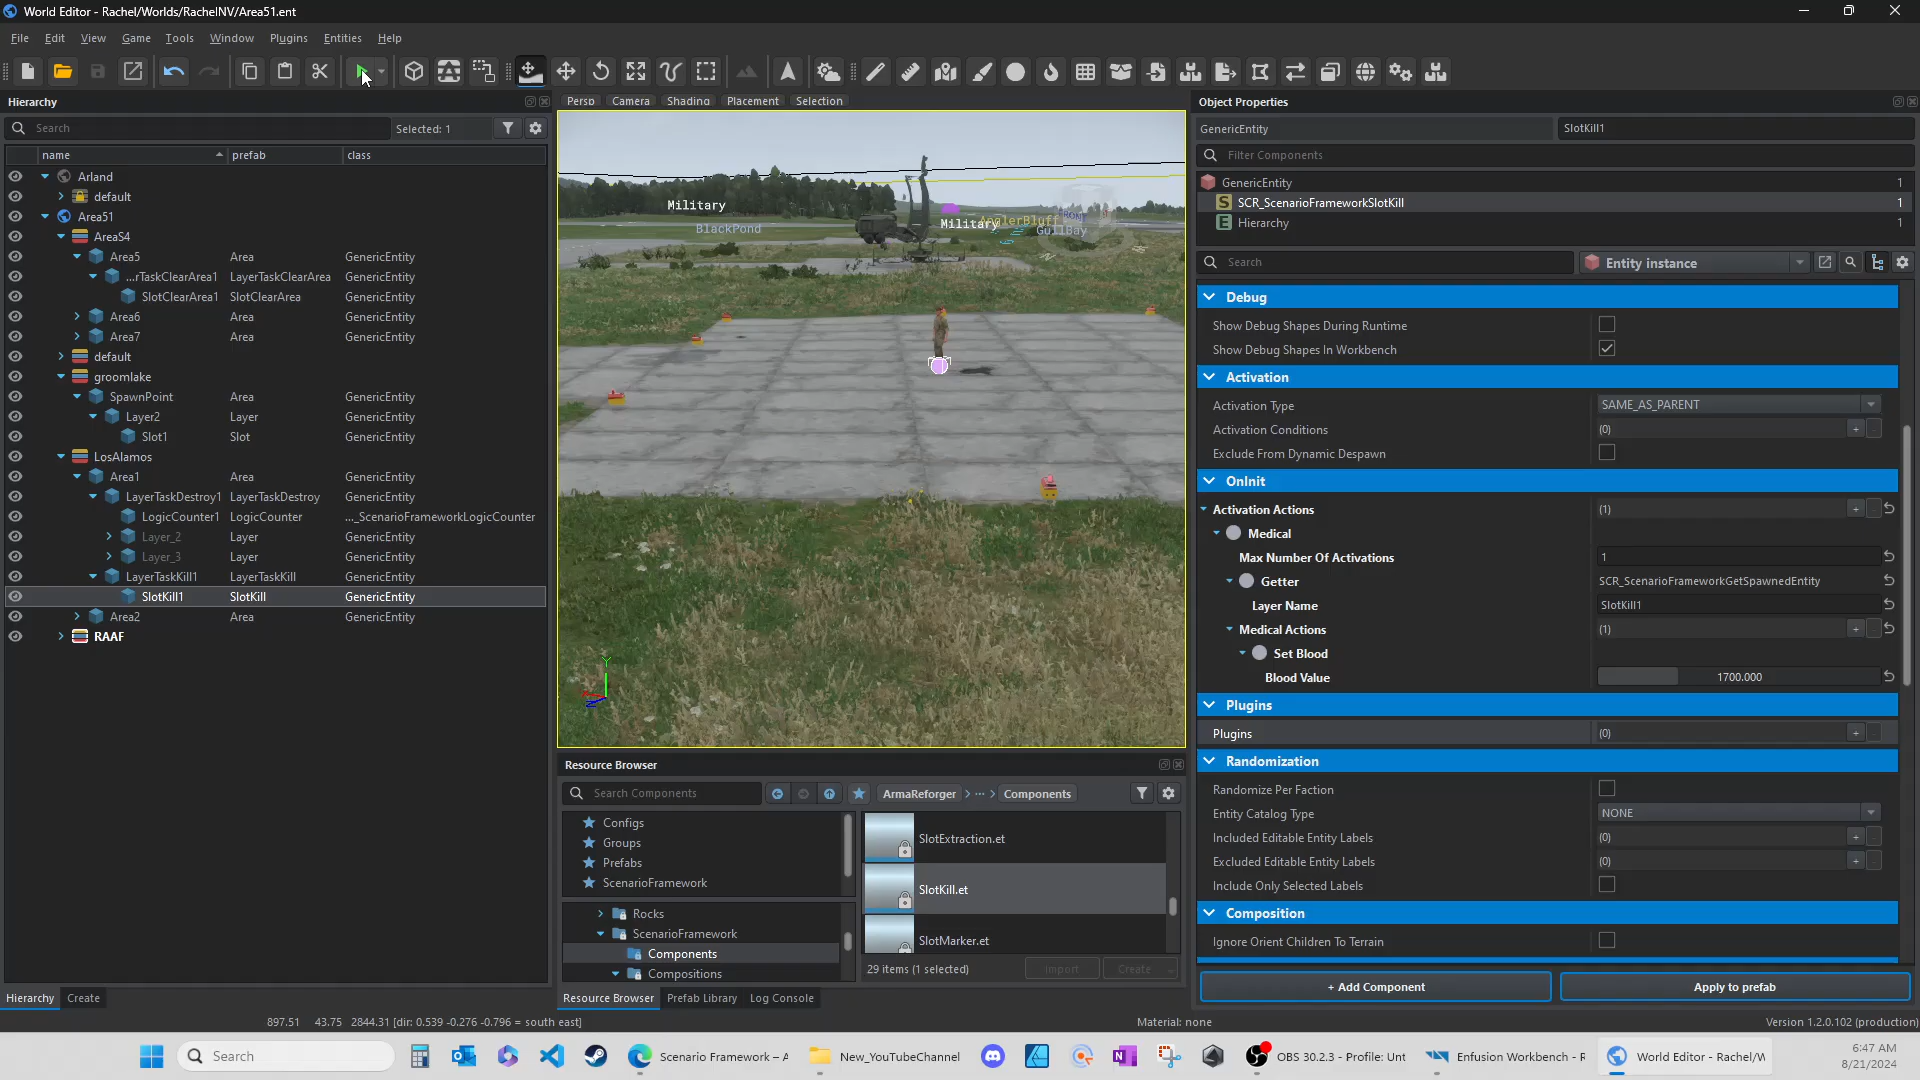 World Editor - Rachel/Worlds/RachelNV/Area51.ent
File Edit View Game Tools Window Plugins Entities Help
Hierarchy
Search
Selected: 1
name prefab class
Arland
default
Area51
AreaS4
Area5 Area GenericEntity
...rTaskClearArea1 LayerTaskClearArea GenericEntity
SlotClearArea1 SlotClearArea GenericEntity
Area6 Area GenericEntity
Area7 Area GenericEntity
default
groomlake
SpawnPoint Area GenericEntity
Layer2 Layer GenericEntity
Slot1 Slot GenericEntity
LosAlamos
Area1 Area GenericEntity
LayerTaskDestroy1 LayerTaskDestroy GenericEntity
LogicCounter1 LogicCounter ..._ScenarioFrameworkLogicCounter
Layer_2 Layer GenericEntity
Layer_3 Layer GenericEntity
LayerTaskKill1 LayerTaskKill GenericEntity
SlotKill1 SlotKill GenericEntity
Area2 Area GenericEntity
RAAF
Hierarchy Create
Persp Camera Shading Placement Selection
Military
BlackPond
Military
AnglerBluff
FRONT
GullBay
Y
Resource Browser
Search Components
ArmaReforger > ... > Components
Configs
Groups
Prefabs
ScenarioFramework
Rocks
ScenarioFramework
Components
Compositions
SlotExtraction.et
SlotKill.et
SlotMarker.et
29 items (1 selected)
Import
Create
Resource Browser Prefab Library Log Console
Object Properties
GenericEntity
SlotKill1
Filter Components
GenericEntity 1
S SCR_ScenarioFrameworkSlotKill 1
E Hierarchy 1
Search
Entity instance
Debug
Show Debug Shapes During Runtime
Show Debug Shapes In Workbench
Activation
Activation Type SAME_AS_PARENT
Activation Conditions (0)
Exclude From Dynamic Despawn
OnInit
Activation Actions (1)
Medical
Max Number Of Activations 1
Getter SCR_ScenarioFrameworkGetSpawnedEntity
Layer Name SlotKill1
Medical Actions (1)
Set Blood
Blood Value 1700.000
Plugins
Plugins (0)
Randomization
Randomize Per Faction
Entity Catalog Type NONE
Included Editable Entity Labels (0)
Excluded Editable Entity Labels (0)
Include Only Selected Labels
Composition
Ignore Orient Children To Terrain
+ Add Component
Apply to prefab
897.51 43.75 2844.31 [dir: 0.539 -0.276 -0.796 = south east]
Material: none
Version 1.2.0.102 (production)
Search
Scenario Framework – A
New_YouTubeChannel
OBS 30.2.3 - Profile: Unt
Enfusion Workbench - R
World Editor - Rachel/W
6:47 AM
8/21/2024